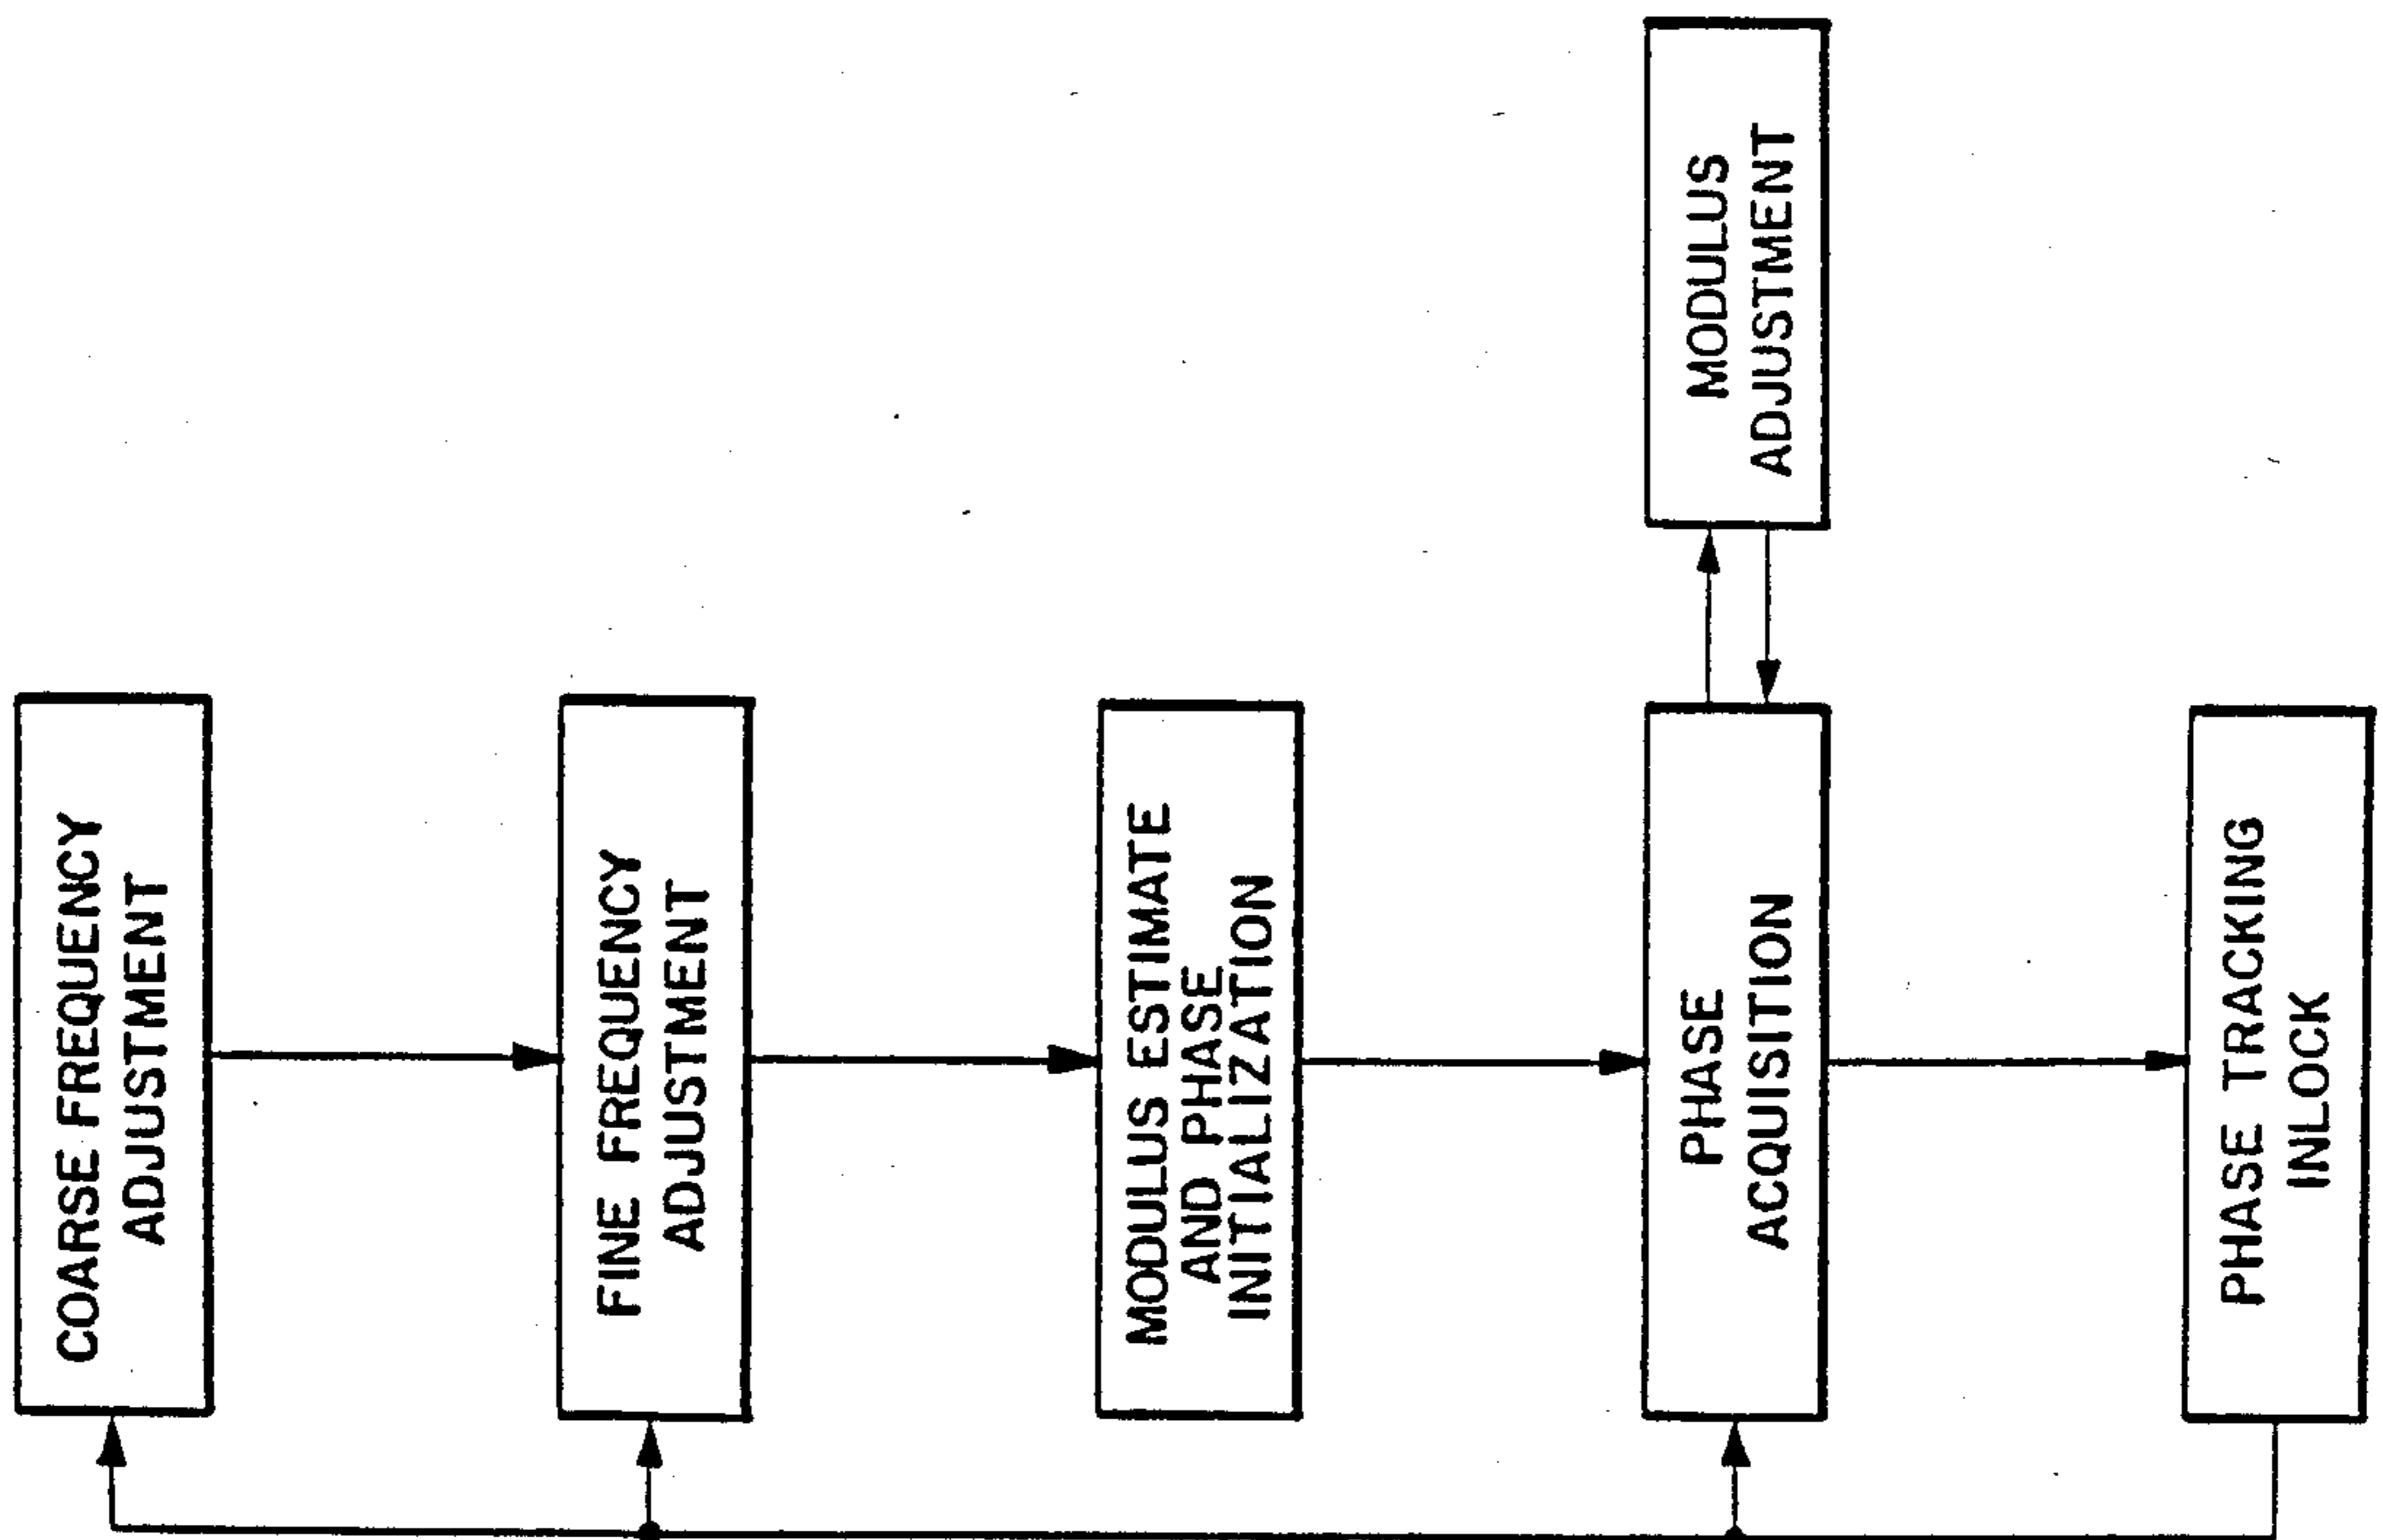 COARSE FREQUENCY
ADJUSTMENT
FINE FREQUENCY
ADJUSTMENT
MODULUS ESTIMATE
AND PHASE
INITIALIZATION
PHASE
ACQUISITION
MODULUS
ADJUSTMENT
PHASE TRACKING
INLOCK